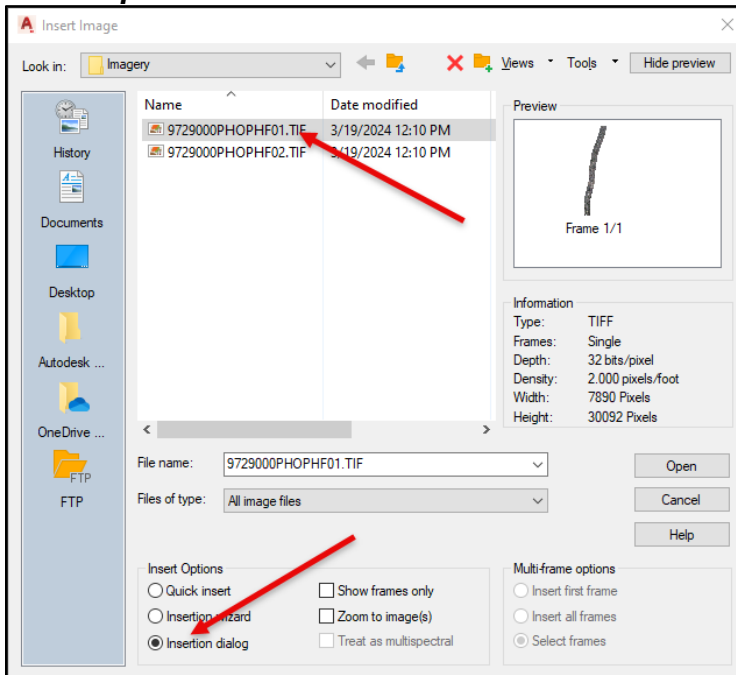 Insert Image
Look in: Imagery Views Tools Hide preview
History
Documents
Desktop
Autodesk ...
OneDrive ...
FTP
FTP
Name Date modified
9729000PHOPHF01.TIF 3/19/2024 12:10 PM
9729000PHOPHF02.TIF 3/19/2024 12:10 PM
Preview
Frame 1/1
Information
Type: TIFF
Frames: Single
Depth: 32 bits/pixel
Density: 2.000 pixels/foot
Width: 7890 Pixels
Height: 30092 Pixels
File name: 9729000PHOPHF01.TIF Open
Files of type: All image files Cancel
Help
Insert Options
Quick insert Show frames only
Insertion wizard Zoom to image(s)
Insertion dialog Treat as multispectral
Multi-frame options
Insert first frame
Insert all frames
Select frames